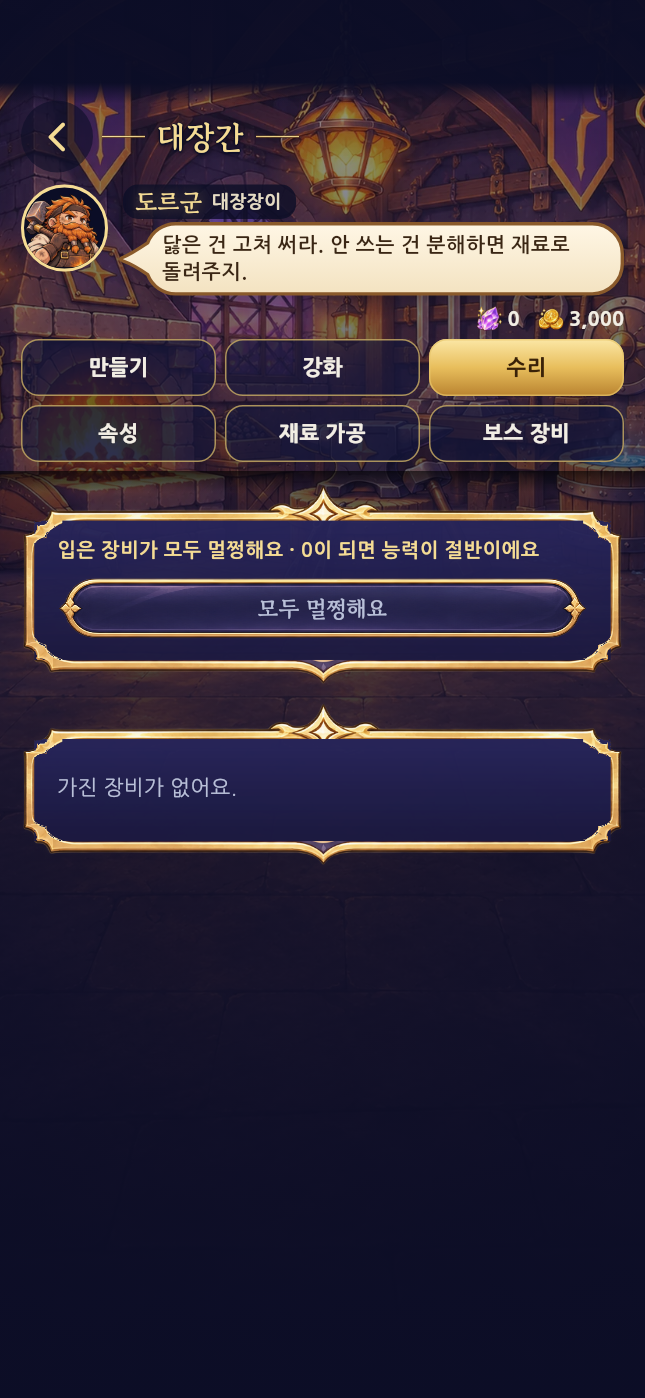 대장간
도르군 대장장이
닳은 건 고쳐 써라. 안 쓰는 건 분해하면 재료로
돌려주지.
0 3,000
만들기 강화 수리
속성 재료 가공 보스 장비
입은 장비가 모두 멀쩡해요 · 0이 되면 능력이 절반이에요
모두 멀쩡해요
가진 장비가 없어요.